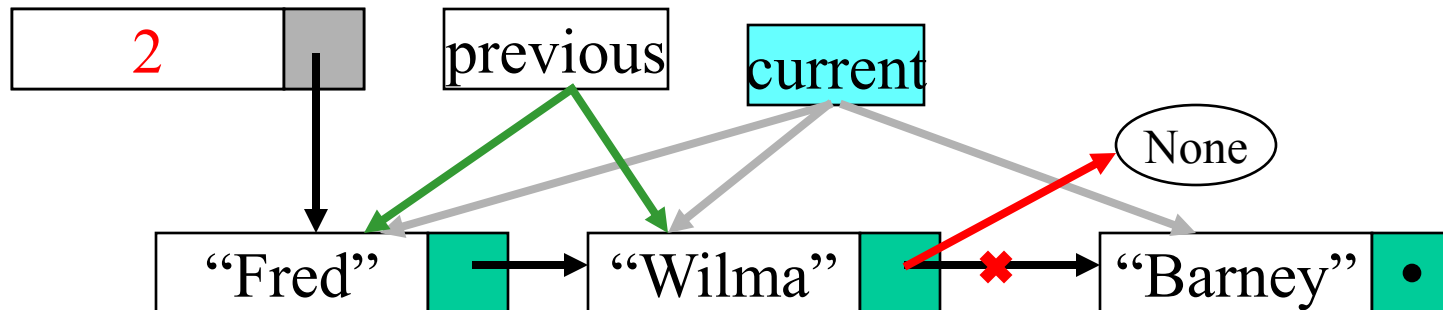 2
previous
current
None
“Fred”
“Wilma”
“Barney”